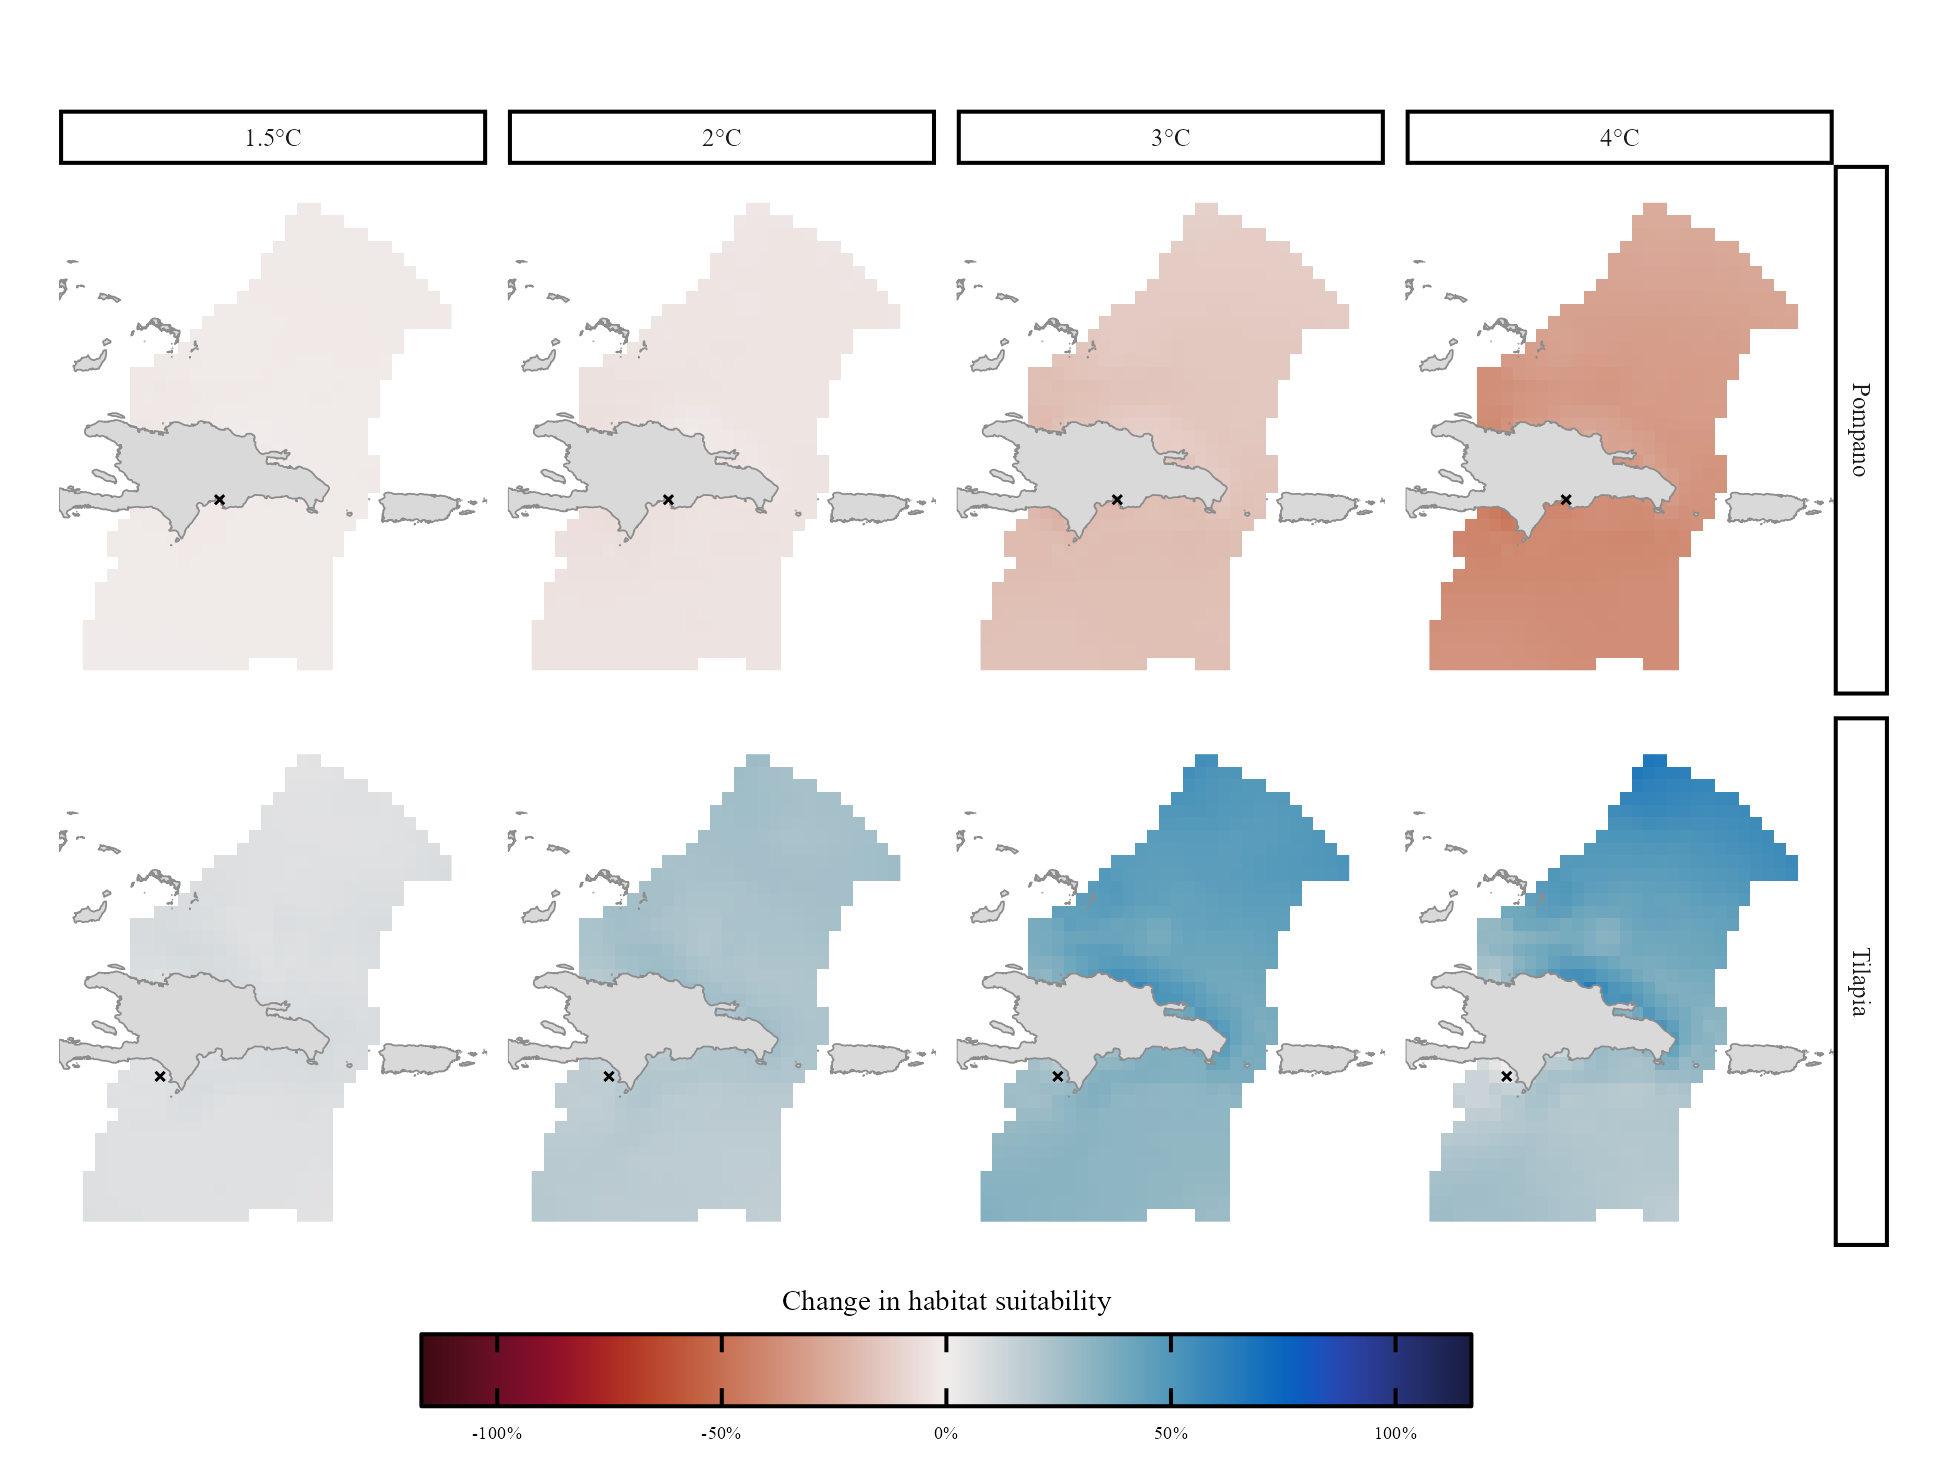 1.5°C
2°C
3°C
4°C
Pompano
Tilapia
Change in habitat suitability
-100%
-50%
0%
50%
100%